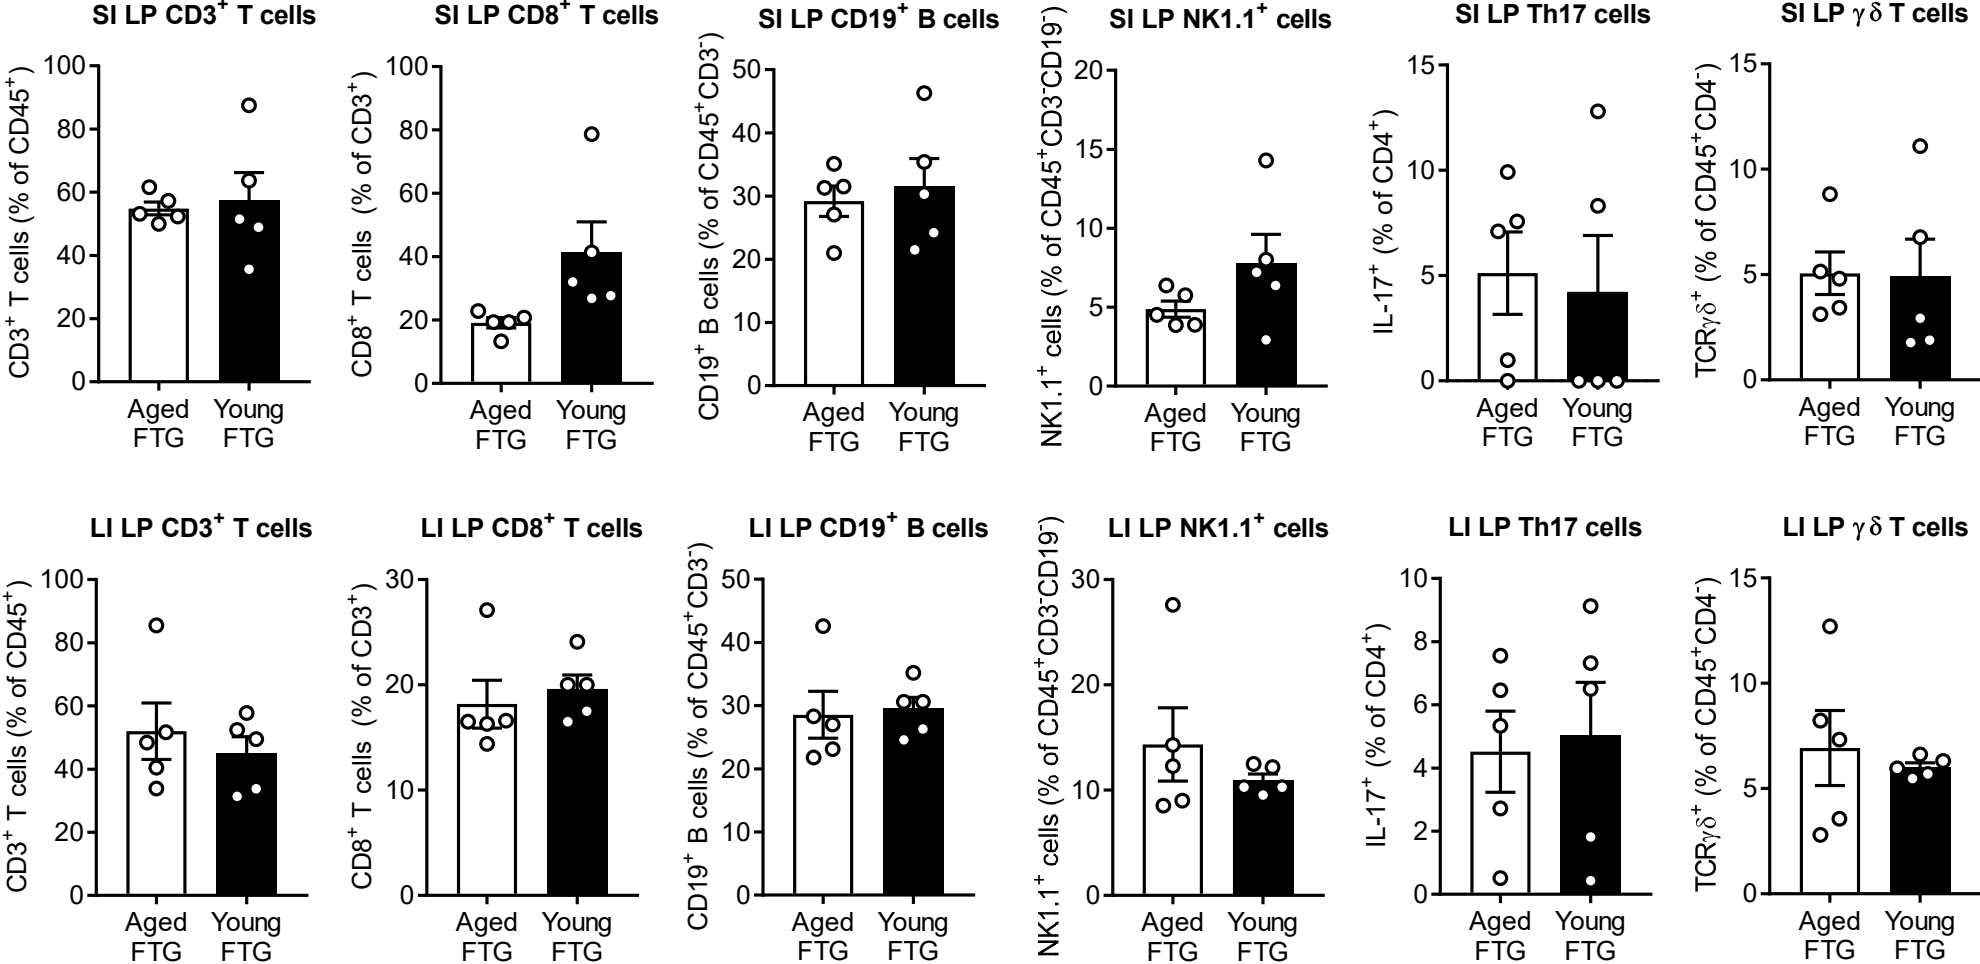 SI LP CD3⁺ T cells
CD3⁺ T cells (% of CD45⁺)
100
80
60
40
20
0
Aged FTG
Young FTG
SI LP CD8⁺ T cells
CD8⁺ T cells (% of CD3⁺)
100
80
60
40
20
0
Aged FTG
Young FTG
SI LP CD19⁺ B cells
CD19⁺ B cells (% of CD45⁺CD3⁻)
50
40
30
20
10
0
Aged FTG
Young FTG
SI LP NK1.1⁺ cells
NK1.1⁺ cells (% of CD45⁺CD3⁻CD19⁻)
20
15
10
5
0
Aged FTG
Young FTG
SI LP Th17 cells
IL-17⁺ (% of CD4⁺)
15
10
5
0
Aged FTG
Young FTG
SI LP γδ T cells
TCRγδ⁺ (% of CD45⁺CD4⁻)
15
10
5
0
Aged FTG
Young FTG
LI LP CD3⁺ T cells
CD3⁺ T cells (% of CD45⁺)
100
80
60
40
20
0
Aged FTG
Young FTG
LI LP CD8⁺ T cells
CD8⁺ T cells (% of CD3⁺)
30
20
10
0
Aged FTG
Young FTG
LI LP CD19⁺ B cells
CD19⁺ B cells (% of CD45⁺CD3⁻)
50
40
30
20
10
0
Aged FTG
Young FTG
LI LP NK1.1⁺ cells
NK1.1⁺ cells (% of CD45⁺CD3⁻CD19⁻)
30
20
10
0
Aged FTG
Young FTG
LI LP Th17 cells
IL-17⁺ (% of CD4⁺)
10
8
6
4
2
0
Aged FTG
Young FTG
LI LP γδ T cells
TCRγδ⁺ (% of CD45⁺CD4⁻)
15
10
5
0
Aged FTG
Young FTG